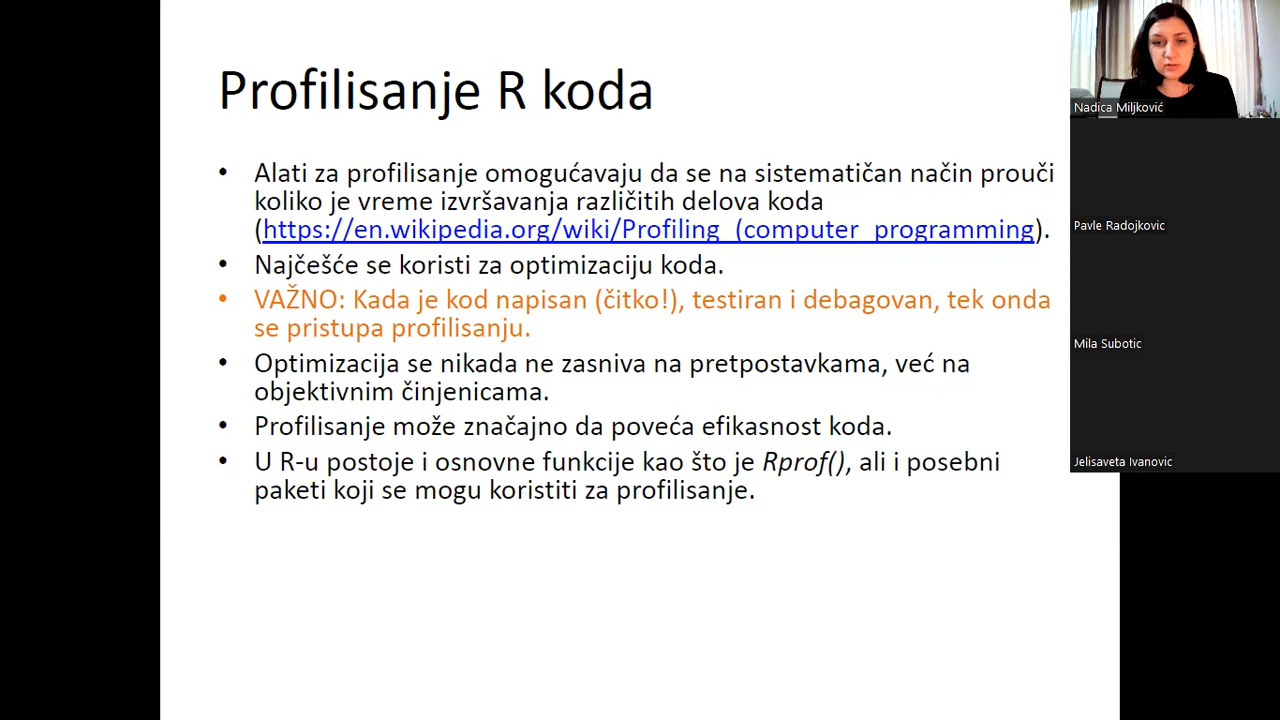 Profilisanje R koda
• Alati za profilisanje omogućavaju da se na sistematičan način prouči
koliko je vreme izvršavanja različitih delova koda
(https://en.wikipedia.org/wiki/Profiling_(computer_programming).
• Najčešće se koristi za optimizaciju koda.
• VAŽNO: Kada je kod napisan (čitko!), testiran i debagovan, tek onda
se pristupa profilisanju.
• Optimizacija se nikada ne zasniva na pretpostavkama, već na
objektivnim činjenicama.
• Profilisanje može značajno da poveća efikasnost koda.
• U R-u postoje i osnovne funkcije kao što je Rprof(), ali i posebni
paketi koji se mogu koristiti za profilisanje.
Nadica Miljković
Pavle Radojkovic
Mila Subotic
Jelisaveta Ivanovic